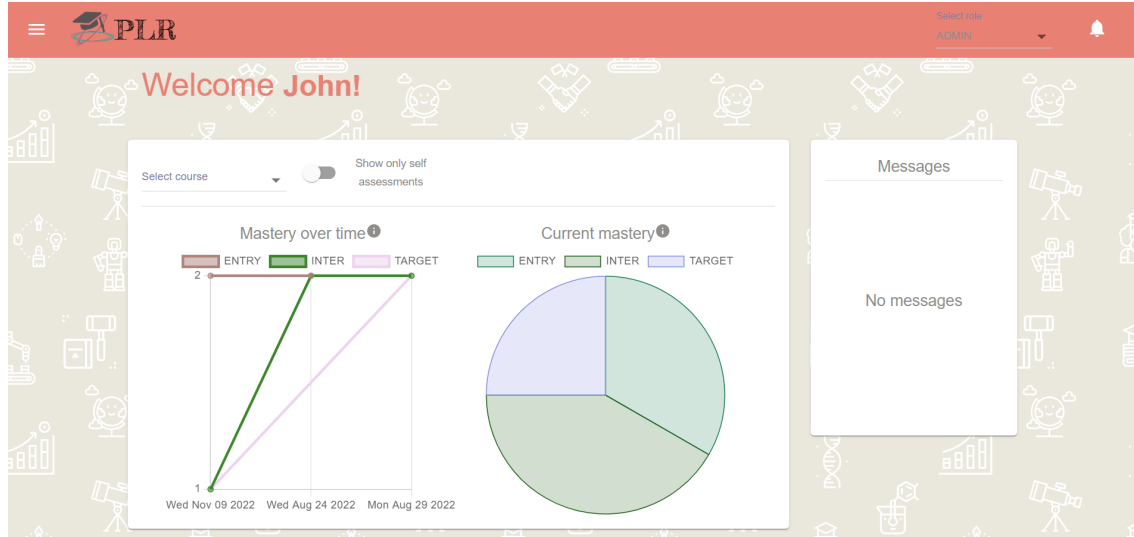 PLR
Select role
ADMIN
Welcome John!
Select course
Show only self
assessments
Mastery over time
ENTRY INTER TARGET
2
1
Wed Nov 09 2022 Wed Aug 24 2022 Mon Aug 29 2022
Current mastery
ENTRY INTER TARGET
Messages
No messages